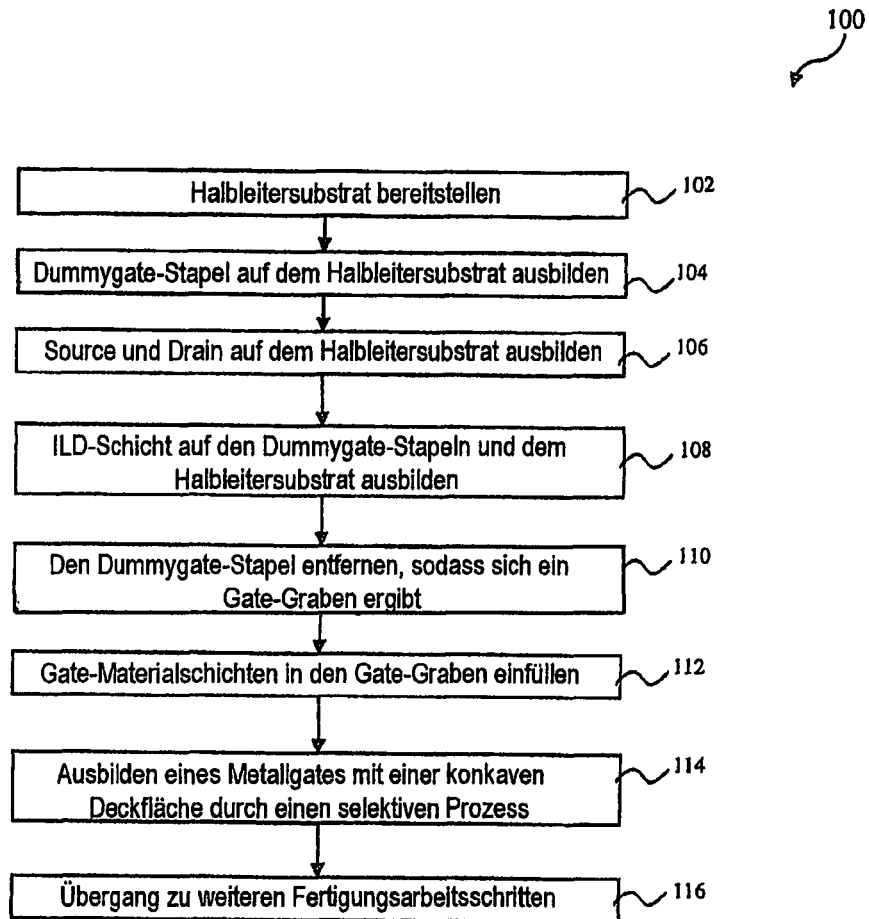 100
Halbleitersubstrat bereitstellen
102
Dummygate-Stapel auf dem Halbleitersubstrat ausbilden
104
Source und Drain auf dem Halbleitersubstrat ausbilden
106
ILD-Schicht auf den Dummygate-Stapeln und dem
Halbleitersubstrat ausbilden
108
Den Dummygate-Stapel entfernen, sodass sich ein
Gate-Graben ergibt
110
Gate-Materialschichten in den Gate-Graben einfüllen
112
Ausbilden eines Metallgates mit einer konkaven
Deckfläche durch einen selektiven Prozess
114
Übergang zu weiteren Fertigungsarbeitsschritten
116